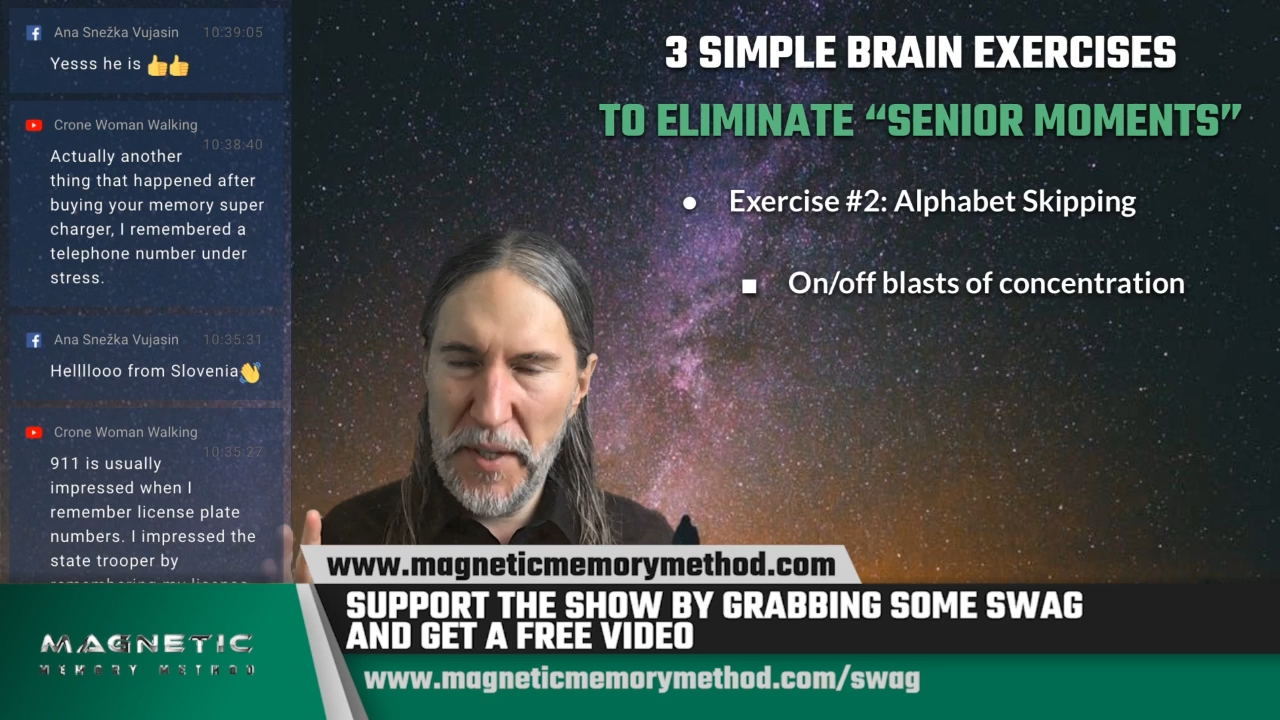 Ana Snežka Vujasin 10:39:05
Yesss he is 👍👍
Crone Woman Walking
10:38:40
Actually another
thing that happened after
buying your memory super
charger, I remembered a
telephone number under
stress.
Ana Snežka Vujasin 10:35:31
Hellllooo from Slovenia👋
Crone Woman Walking
10:35:27
911 is usually
impressed when I
remember license plate
numbers. I impressed the
state trooper by
remembering my license
3 SIMPLE BRAIN EXERCISES
TO ELIMINATE “SENIOR MOMENTS”
● Exercise #2: Alphabet Skipping
■ On/off blasts of concentration
www.magneticmemorymethod.com
SUPPORT THE SHOW BY GRABBING SOME SWAG
AND GET A FREE VIDEO
www.magneticmemorymethod.com/swag
MAGNETIC
MEMORY METHOD